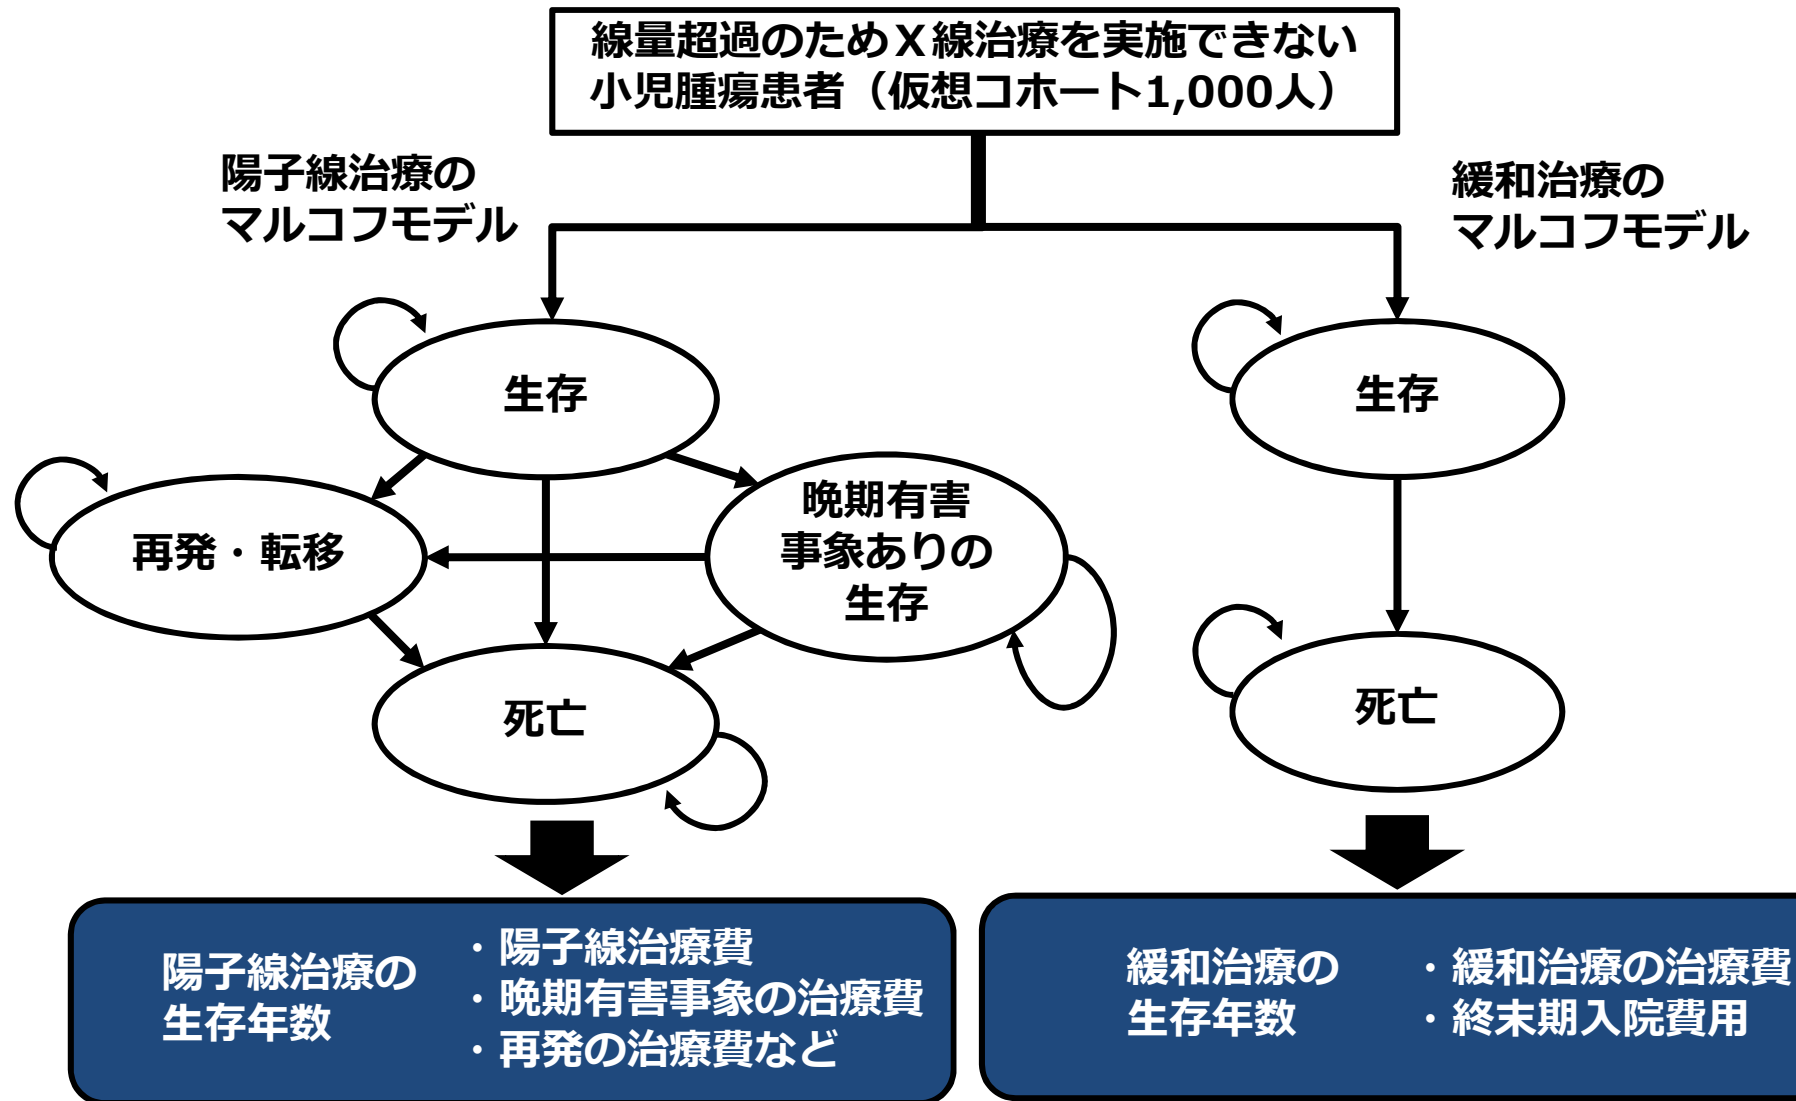 線量超過のためX線治療を実施できない
小児腫瘍患者（仮想コホート1,000人）
陽子線治療の
マルコフモデル
緩和治療の
マルコフモデル
生存
生存
再発・転移
晩期有害
事象ありの
生存
死亡
死亡
陽子線治療の
生存年数
・陽子線治療費
・晩期有害事象の治療費
・再発の治療費など
緩和治療の
生存年数
・緩和治療の治療費
・終末期入院費用